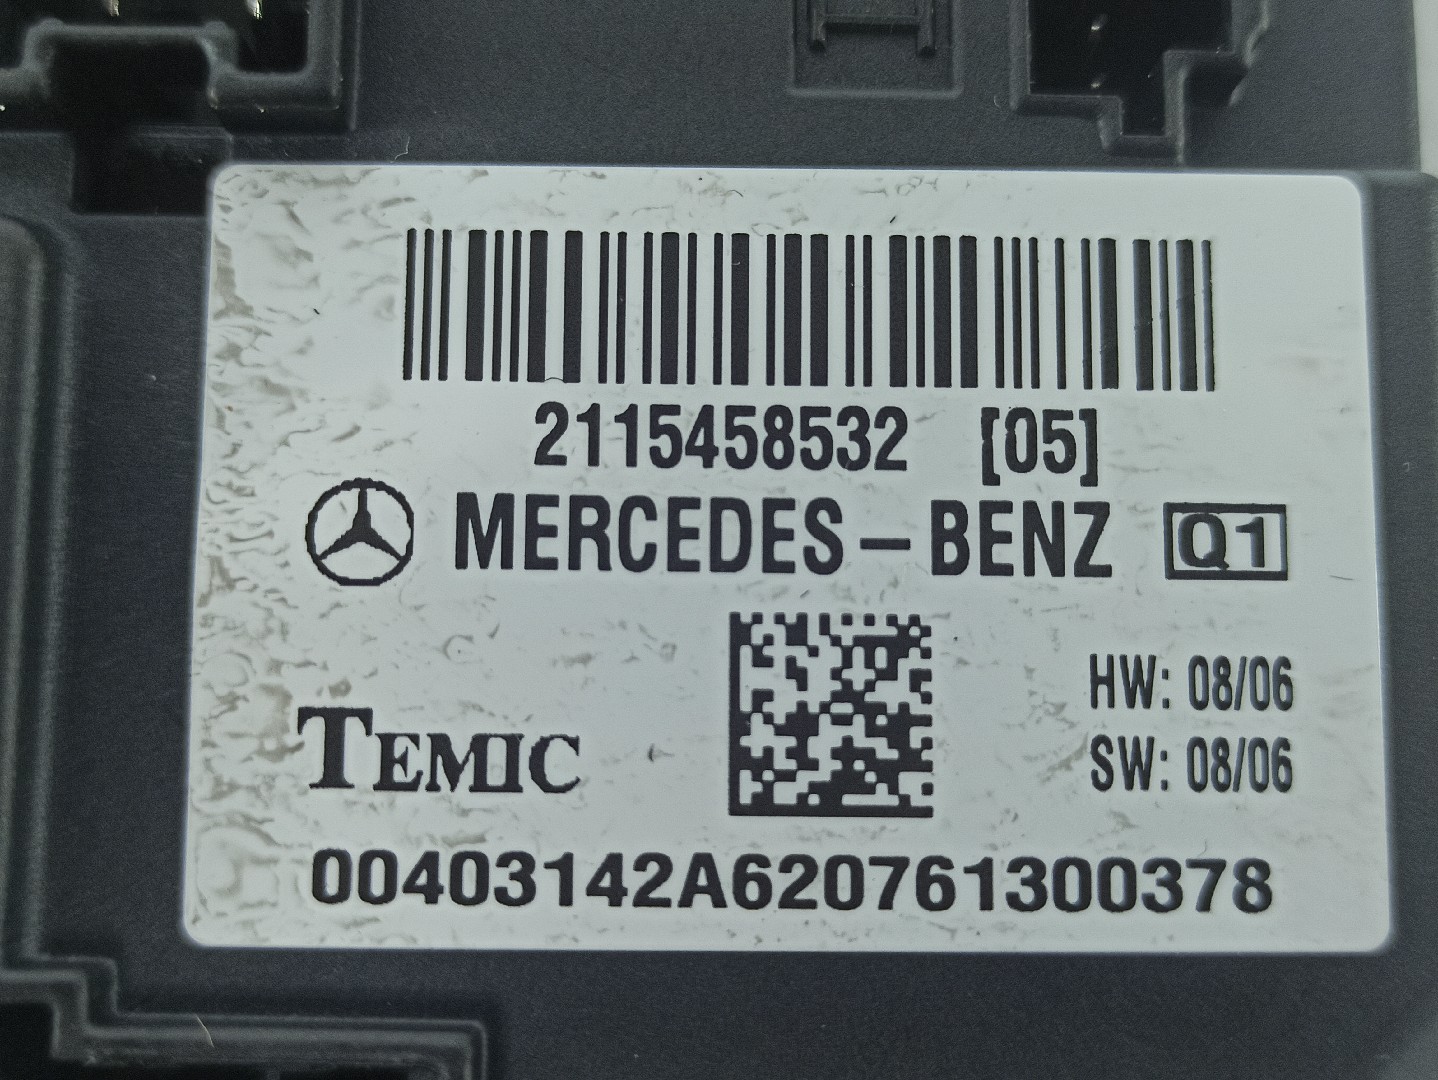 2115458532 [05]
MERCEDES-BENZ Q1
HW: 08/06
TEMIC
SW: 08/06
00403142A620761300378